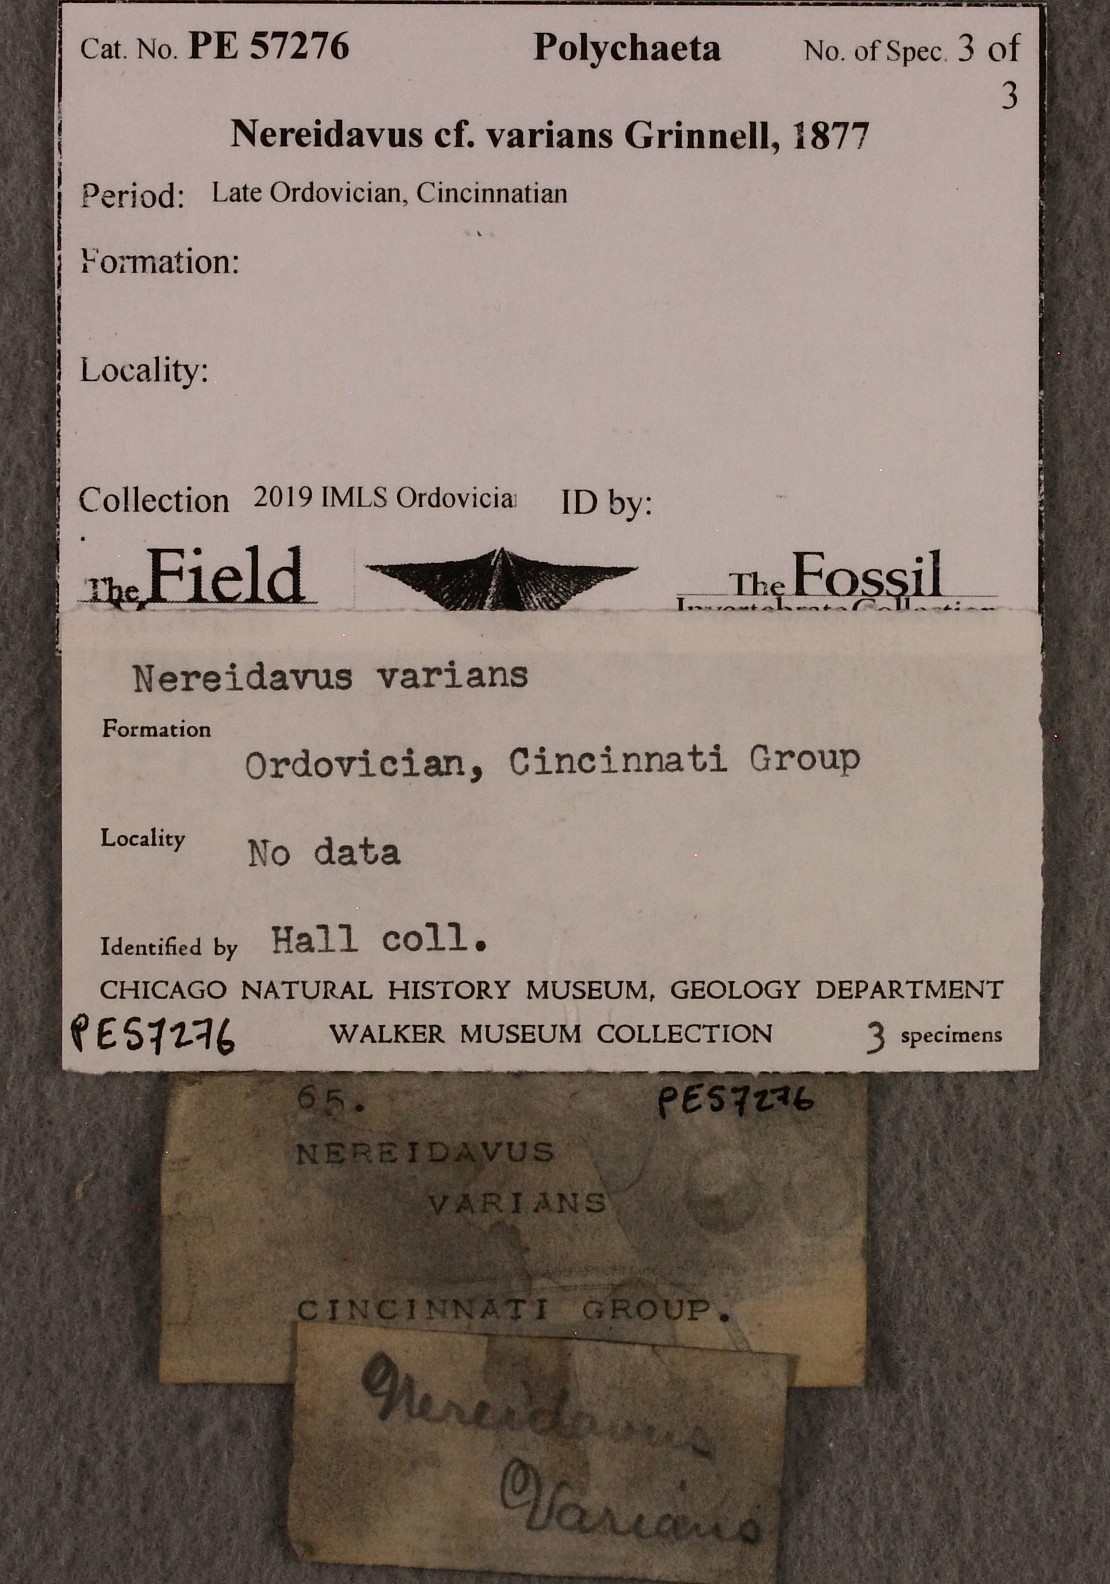 Cat. No. PE 57276 Polychaeta No. of Spec. 3 of
3
Nereidavus cf. varians Grinnell, 1877
Period: Late Ordovician, Cincinnatian
Formation:
Locality:
Collection 2019 IMLS Ordovicia ID by:
The Field The Fossil
Invertebrate Collection
Nereidavus varians
Formation
Ordovician, Cincinnati Group
Locality No data
Identified by Hall coll.
CHICAGO NATURAL HISTORY MUSEUM, GEOLOGY DEPARTMENT
PE57276 WALKER MUSEUM COLLECTION 3 specimens
65. PE57276
NEREIDAVUS
VARIANS
CINCINNATI GROUP.
Nereidavus
Varians